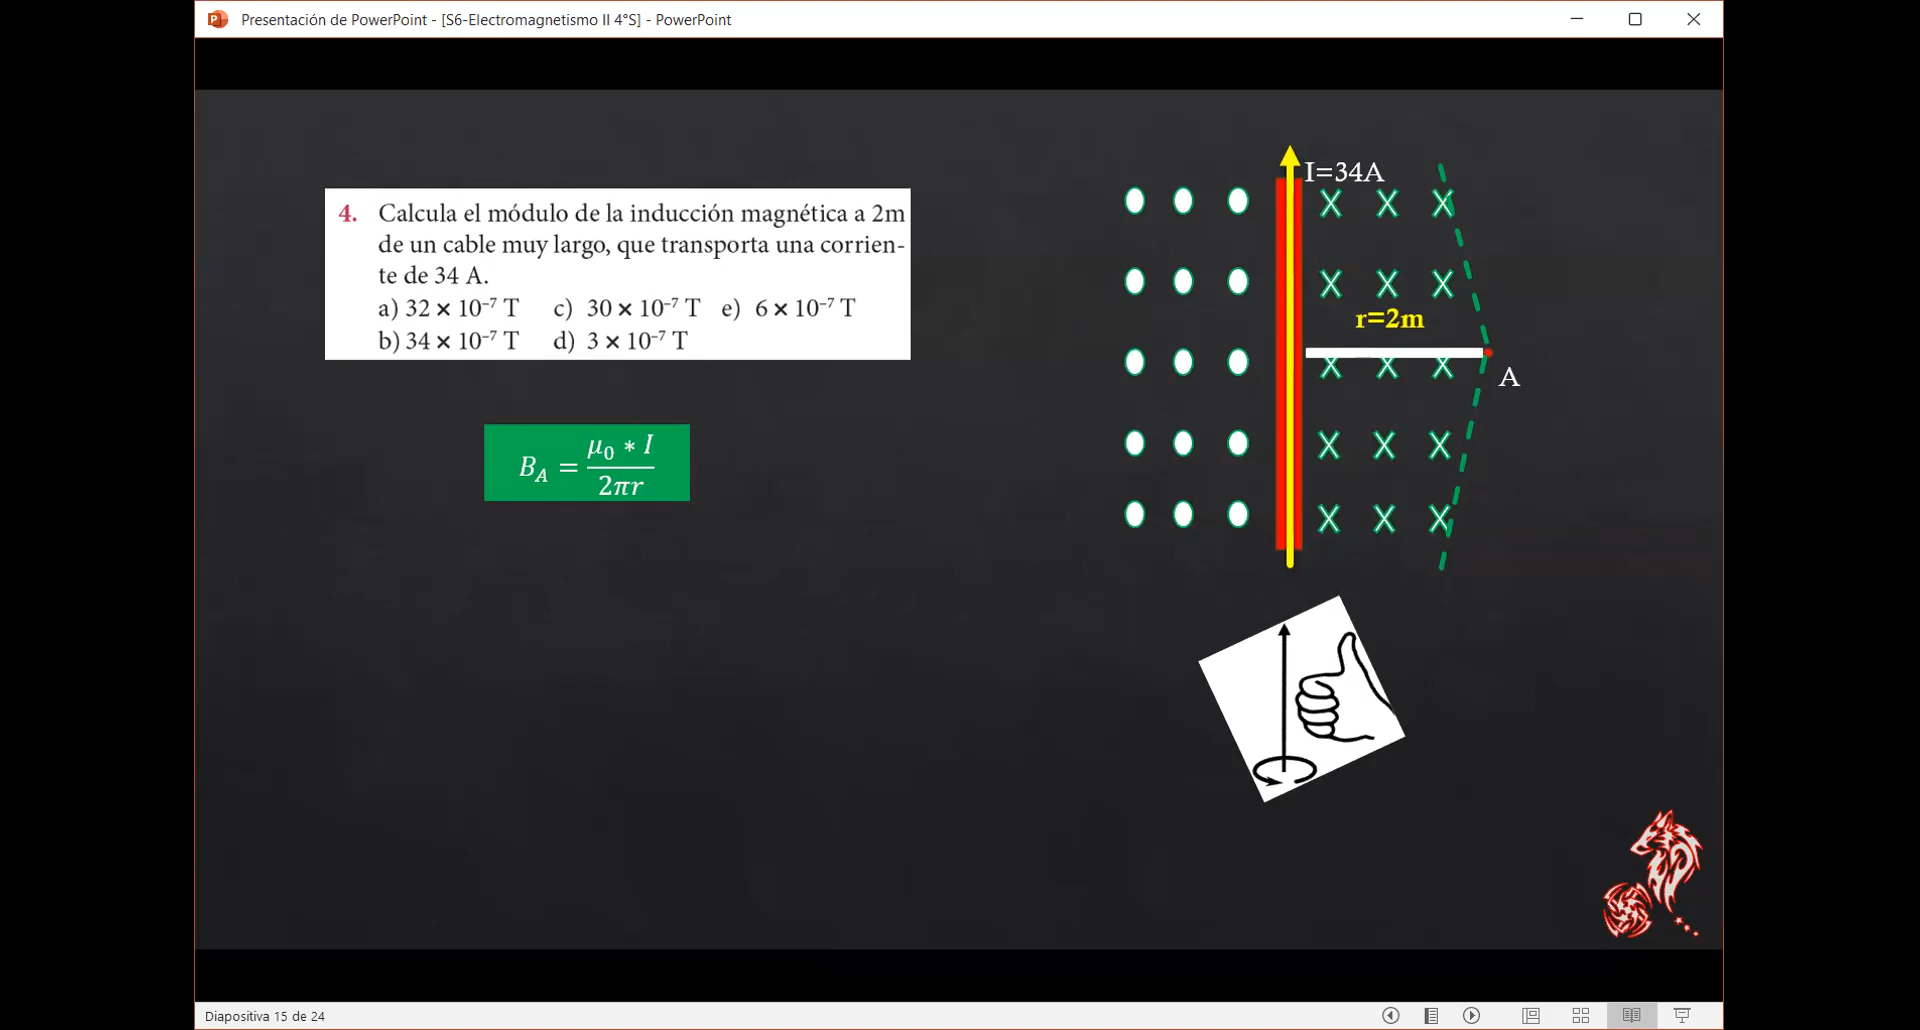 Presentación de PowerPoint - [S6-Electromagnetismo II 4°S] - PowerPoint
4. Calcula el módulo de la inducción magnética a 2m
de un cable muy largo, que transporta una corrien-
te de 34 A.
a) 32 × 10⁻⁷ T c) 30 × 10⁻⁷ T e) 6 × 10⁻⁷ T
b) 34 × 10⁻⁷ T d) 3 × 10⁻⁷ T
B_A = μ₀ * I / 2πr
I=34A
X X X
X X X
r=2m
X X X
A
X X X
X X X
Diapositiva 15 de 24